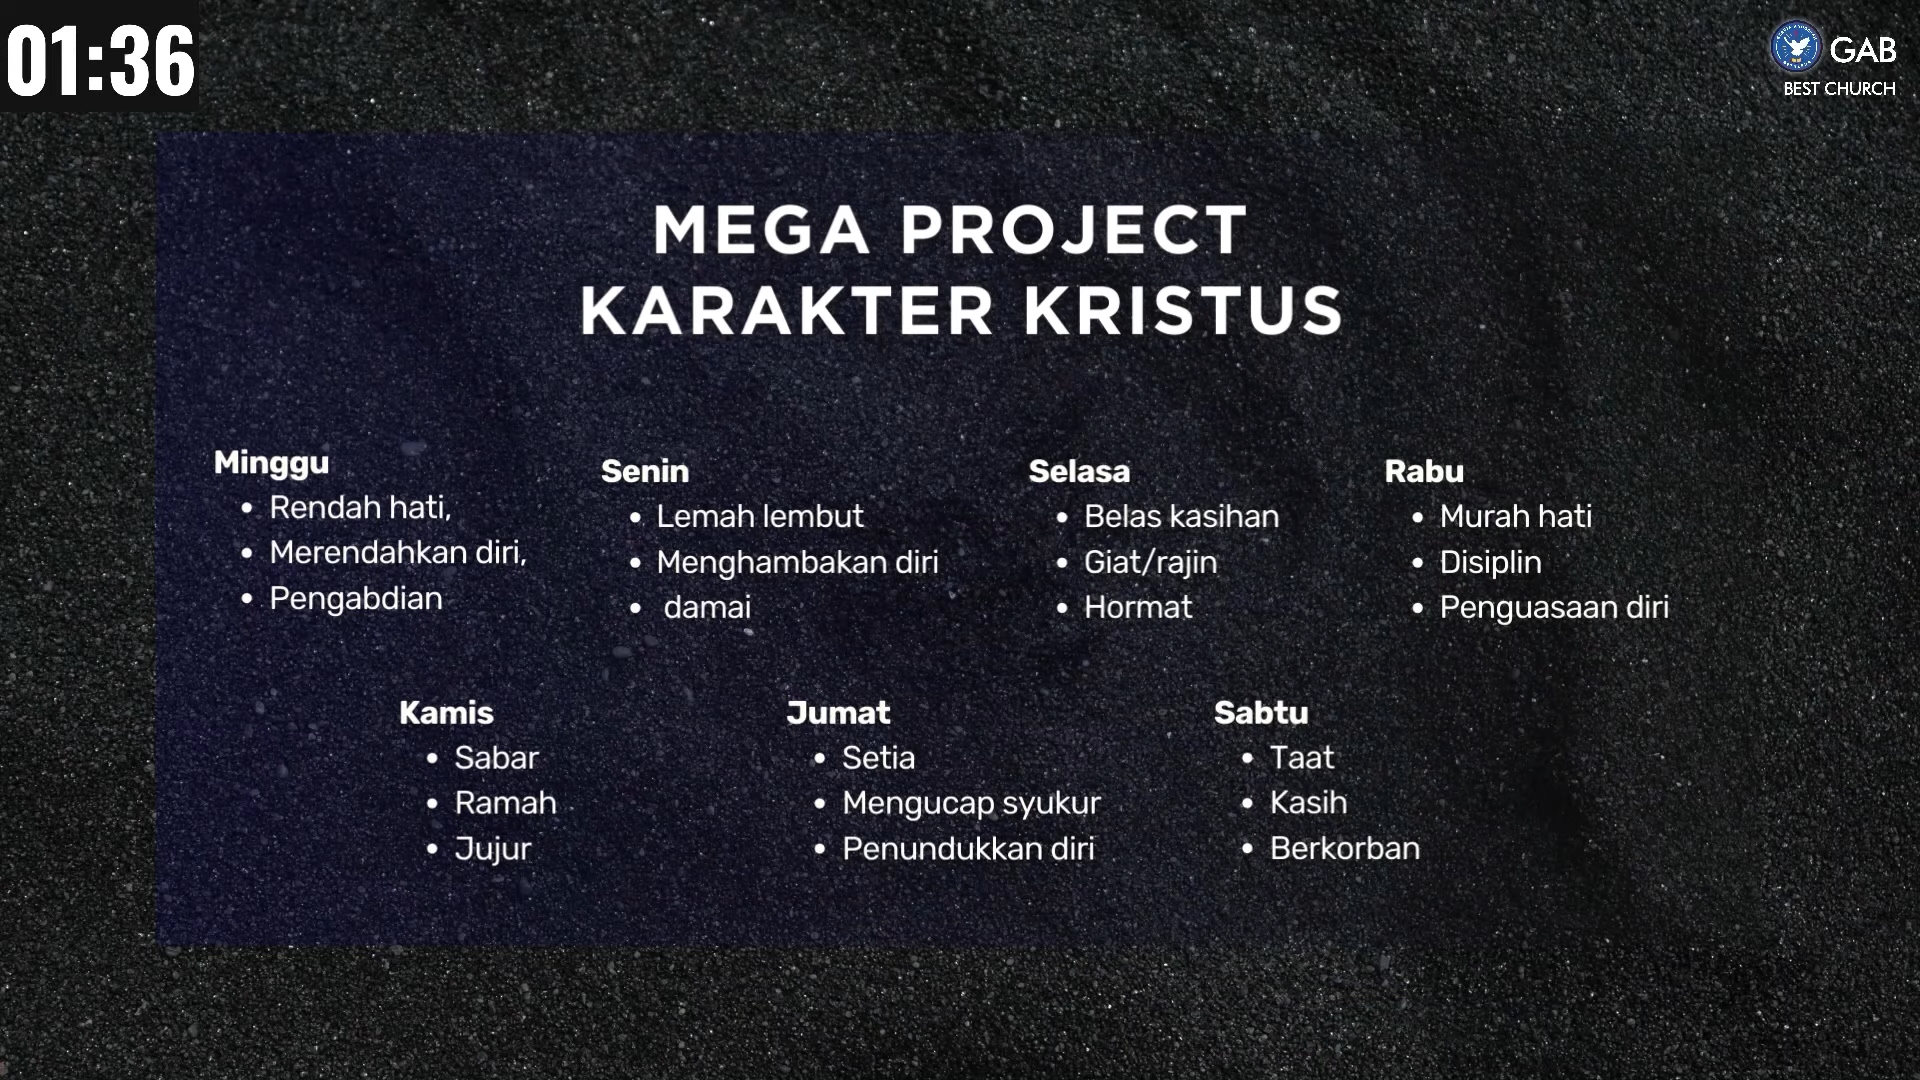 01:36
GAB
BEST CHURCH
MEGA PROJECT
KARAKTER KRISTUS
Minggu
• Rendah hati,
• Merendahkan diri,
• Pengabdian
Senin
• Lemah lembut
• Menghambakan diri
• damai
Selasa
• Belas kasihan
• Giat/rajin
• Hormat
Rabu
• Murah hati
• Disiplin
• Penguasaan diri
Kamis
• Sabar
• Ramah
• Jujur
Jumat
• Setia
• Mengucap syukur
• Penundukkan diri
Sabtu
• Taat
• Kasih
• Berkorban